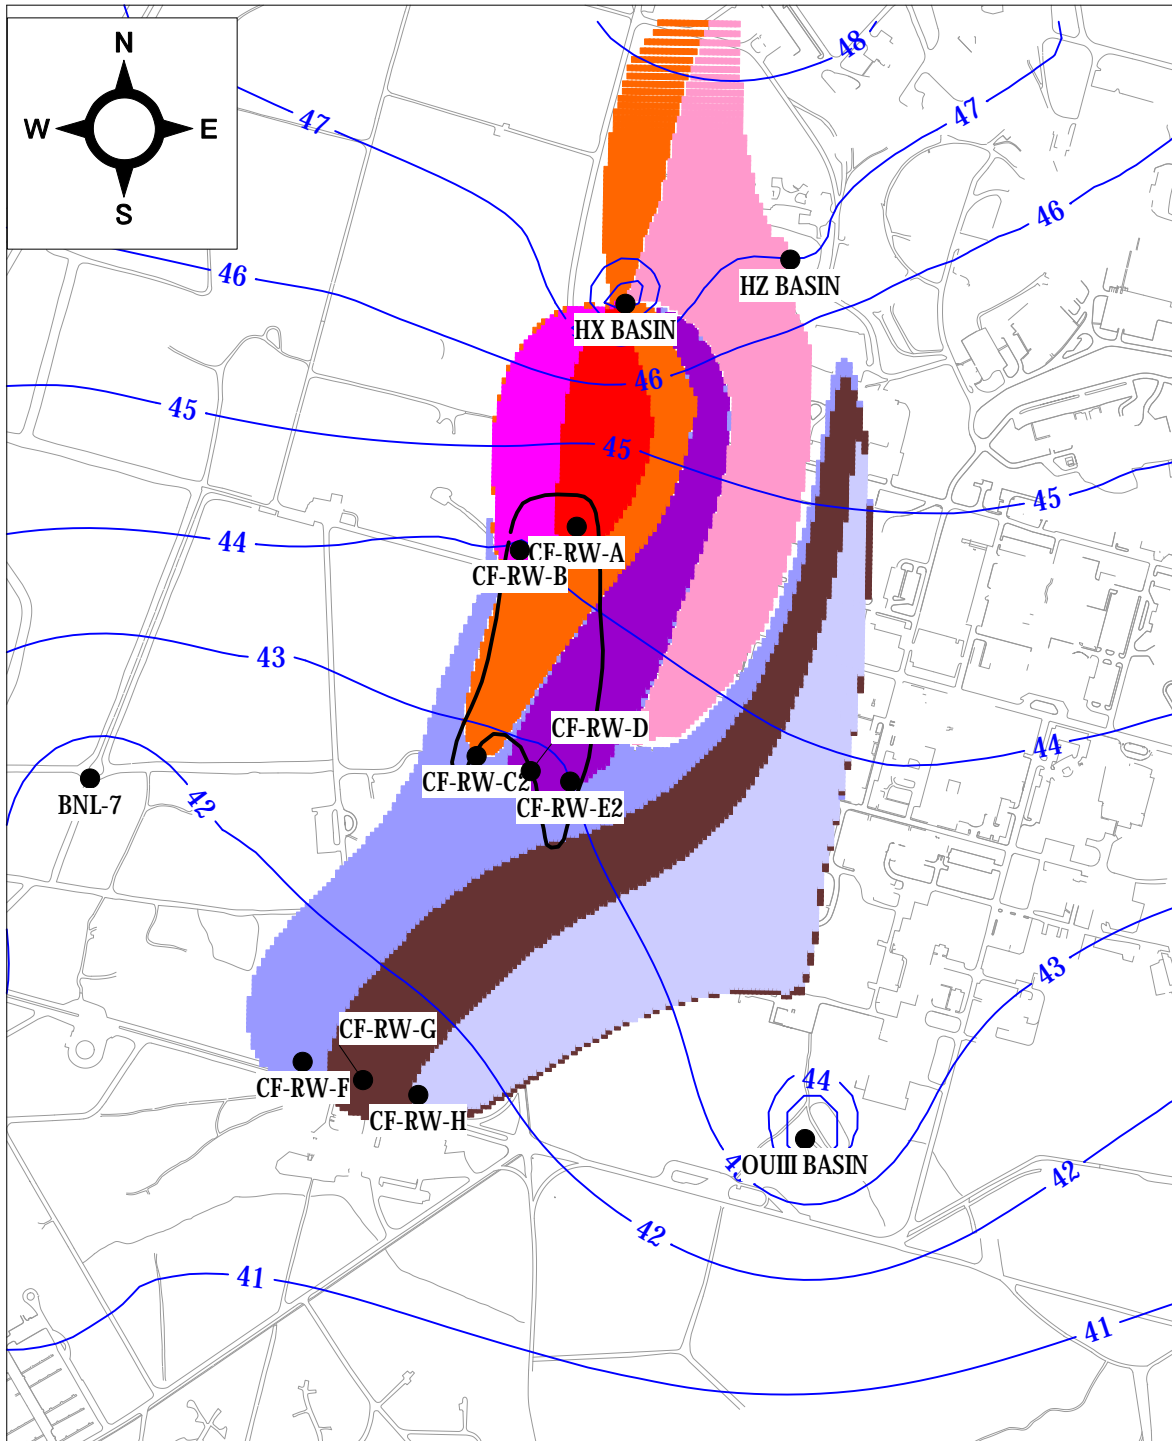 N
W E
S
48
47
47
46
46
HZ BASIN
HX BASIN
46
45
45
45
44
CF-RW-A
CF-RW-B
43
CF-RW-D
44
CF-RW-C2
BNL-7
42
CF-RW-E2
43
CF-RW-G
CF-RW-F
44
CF-RW-H
OUIII BASIN
42
42
41
41